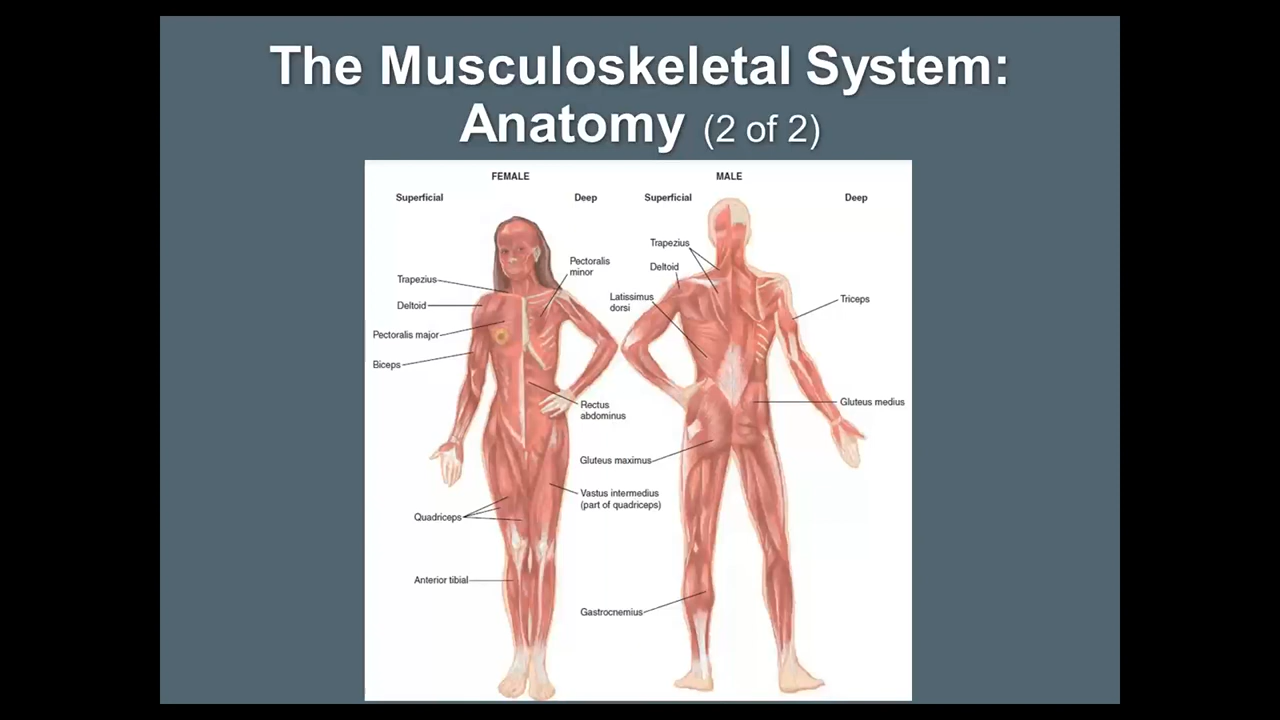 The Musculoskeletal System:
Anatomy (2 of 2)
FEMALE
MALE
Superficial
Deep
Superficial
Deep
Trapezius
Deltoid
Pectoralis major
Biceps
Pectoralis
minor
Rectus
abdominus
Vastus intermedius
(part of quadriceps)
Quadriceps
Anterior tibial
Trapezius
Deltoid
Latissimus
dorsi
Triceps
Gluteus medius
Gluteus maximus
Gastrocnemius